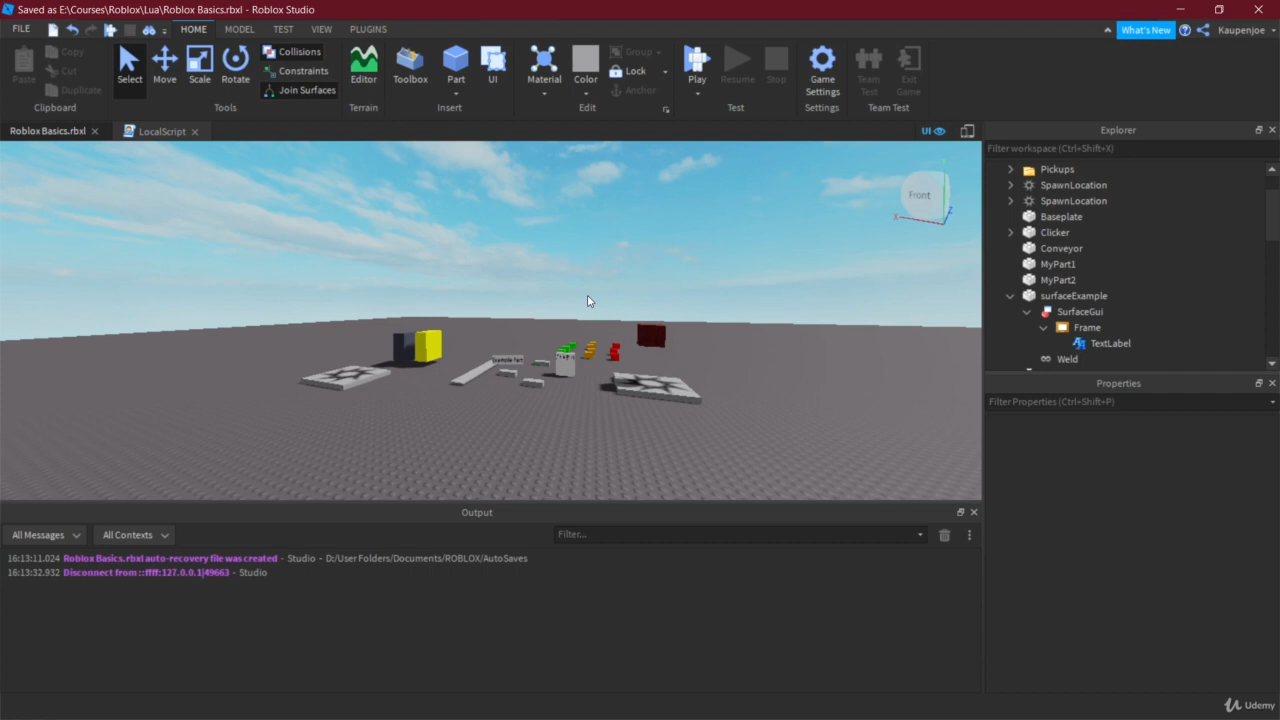 Saved as E:\Courses\Roblox\Lua\Roblox Basics.rbxl - Roblox Studio
FILE HOME MODEL TEST VIEW PLUGINS What's New Kaupenjoe
Paste Copy Cut Duplicate Clipboard
Select Move Scale Rotate Collisions Constraints Join Surfaces Tools
Editor Terrain
Toolbox Part UI Insert
Material Color Group Lock Anchor Edit
Play Resume Stop Test
Game Settings Settings
Team Test Exit Game Team Test
Roblox Basics.rbxl LocalScript UI
Front
X
Z
Example Part
Explorer
Filter workspace (Ctrl+Shift+X)
Pickups
SpawnLocation
SpawnLocation
Baseplate
Clicker
Conveyor
MyPart1
MyPart2
surfaceExample
SurfaceGui
Frame
TextLabel
Weld
Properties
Filter Properties (Ctrl+Shift+P)
Output
All Messages All Contexts Filter...
16:13:11.024 Roblox Basics.rbxl auto-recovery file was created - Studio - D:/User Folders/Documents/ROBLOX/AutoSaves
16:13:32.932 Disconnect from ::ffff:127.0.0.1|49663 - Studio
Udemy